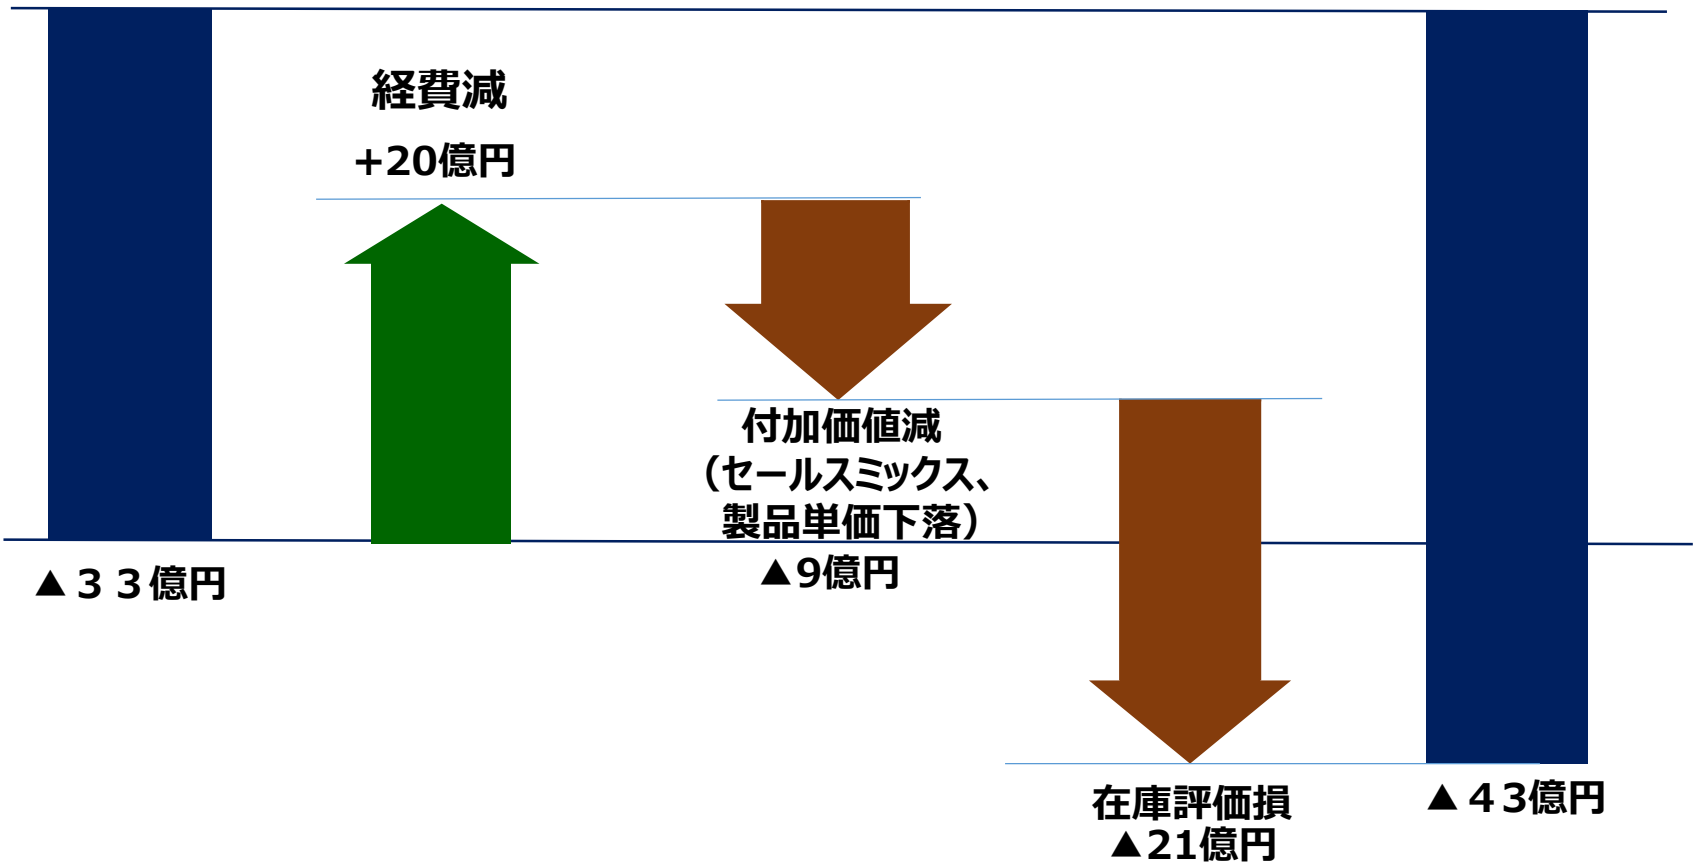 経費減
+20億円
付加価値減
（セールスミックス、
製品単価下落）
▲9億円
▲３３億円
在庫評価損
▲21億円
▲４3億円